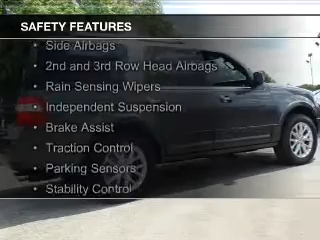 SAFETY FEATURES
• Side Airbags
• 2nd and 3rd Row Head Airbags
• Rain Sensing Wipers
• Independent Suspension
• Brake Assist
• Traction Control
• Parking Sensors
• Stability Control